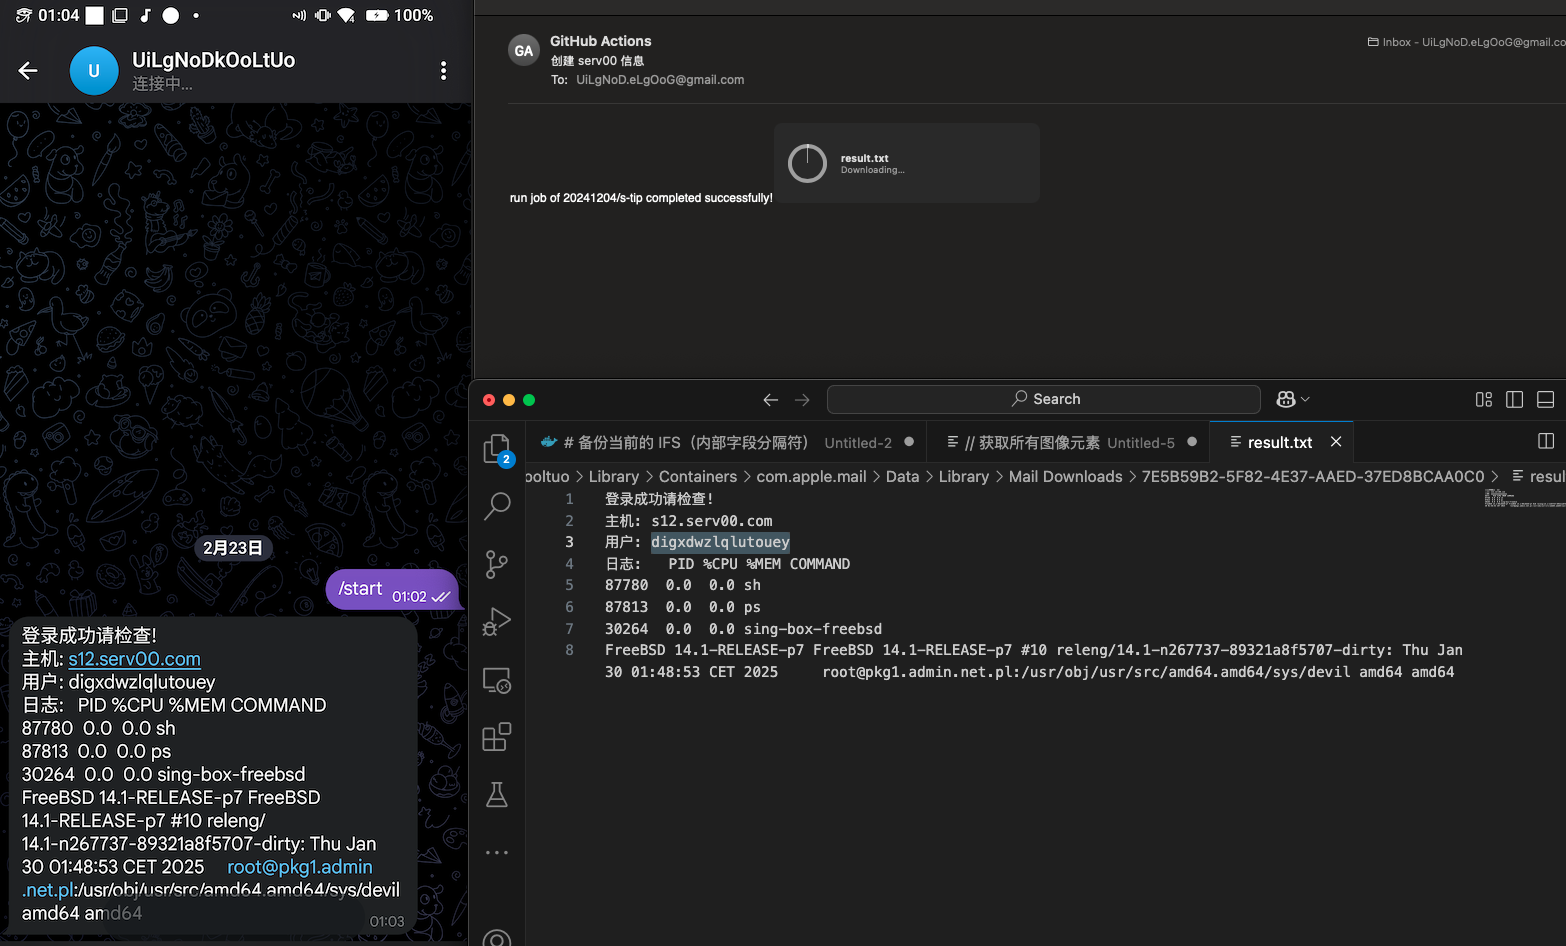 01:04
100%
UiLgNoDkOoLtUo
U
连接中...
2月23日
/start 01:02
登录成功请检查!
主机: s12.serv00.com
用户: digxdwzlqlutouey
日志: PID %CPU %MEM COMMAND
87780 0.0 0.0 sh
87813 0.0 0.0 ps
30264 0.0 0.0 sing-box-freebsd
FreeBSD 14.1-RELEASE-p7 FreeBSD
14.1-RELEASE-p7 #10 releng/
14.1-n267737-89321a8f5707-dirty: Thu Jan
30 01:48:53 CET 2025 root@pkg1.admin
.net.pl:/usr/obj/usr/src/amd64.amd64/sys/devil
amd64 amd64
01:03
GA
GitHub Actions
创建 serv00 信息
To: UiLgNoD.eLgOoG@gmail.com
Inbox - UiLgNoD.eLgOoG@gmail.co
result.txt
Downloading...
run job of 20241204/s-tip completed successfully!
Search
2
# 备份当前的 IFS（内部字段分隔符） Untitled-2
// 获取所有图像元素 Untitled-5
result.txt
ooltuo > Library > Containers > com.apple.mail > Data > Library > Mail Downloads > 7E5B59B2-5F82-4E37-AAED-37ED8BCAA0C0 > resul
1 登录成功请检查!
2 主机: s12.serv00.com
3 用户: digxdwzlqlutouey
4 日志: PID %CPU %MEM COMMAND
5 87780 0.0 0.0 sh
6 87813 0.0 0.0 ps
7 30264 0.0 0.0 sing-box-freebsd
8 FreeBSD 14.1-RELEASE-p7 FreeBSD 14.1-RELEASE-p7 #10 releng/14.1-n267737-89321a8f5707-dirty: Thu Jan
30 01:48:53 CET 2025 root@pkg1.admin.net.pl:/usr/obj/usr/src/amd64.amd64/sys/devil amd64 amd64